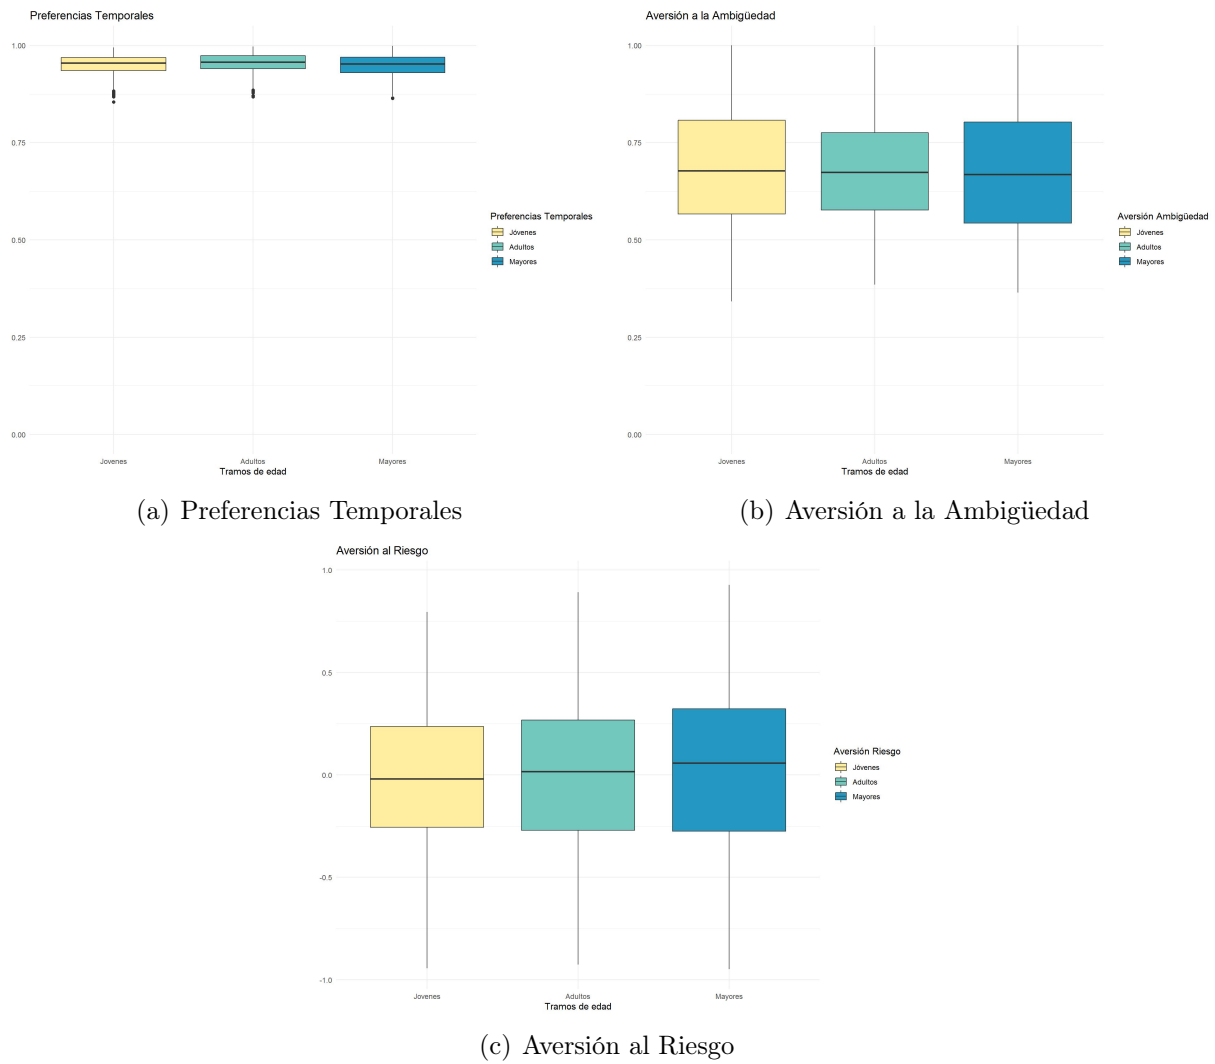 Preferencias Temporales
1.00
0.75
0.50
0.25
0.00
Jovenes
Adultos
Mayores
Tramos de edad
Preferencias Temporales
Jóvenes
Adultos
Mayores
(a) Preferencias Temporales
Aversión a la Ambigüedad
1.00
0.75
0.50
0.25
0.00
Jovenes
Adultos
Mayores
Tramos de edad
Aversión Ambigüedad
Jóvenes
Adultos
Mayores
(b) Aversión a la Ambigüedad
Aversión al Riesgo
1.0
0.5
0.0
-0.5
-1.0
Jovenes
Adultos
Mayores
Tramos de edad
Aversión Riesgo
Jóvenes
Adultos
Mayores
(c) Aversión al Riesgo